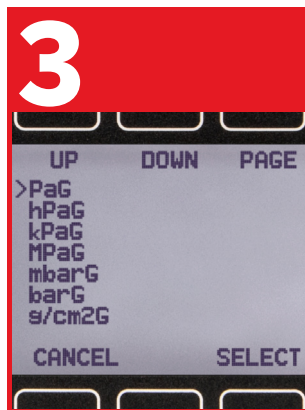 3
UP DOWN PAGE
>PaG
hPaG
kPaG
MPaG
mbarG
barG
g/cm2G
CANCEL SELECT